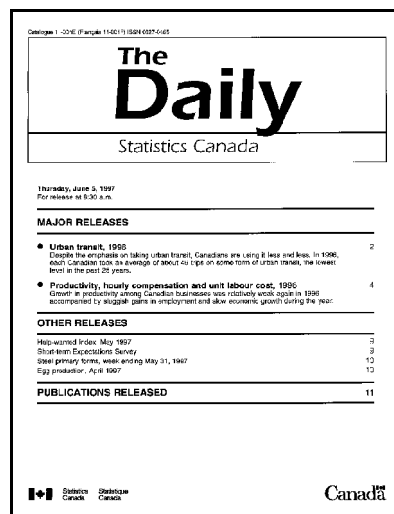 Catalogue 11-001E (Français 11-001F) ISSN 0827-0465
The
Daily
Statistics Canada
Thursday, June 5, 1997
For release at 8:30 a.m.
MAJOR RELEASES
● Urban transit, 1996 2
Despite the emphasis on taking urban transit, Canadians are using it less and less. In 1996,
each Canadian took an average of about 48 trips on some form of urban transit, the lowest
level in the past 25 years.
● Productivity, hourly compensation and unit labour cost, 1996 4
Growth in productivity among Canadian businesses was relatively weak again in 1996
accompanied by sluggish gains in employment and slow economic growth during the year.
OTHER RELEASES
Help-wanted Index, May 1997 9
Short-term Expectations Survey 9
Steel primary forms, week ending May 31, 1997 10
Egg production, April 1997 10
PUBLICATIONS RELEASED 11
Statistics Statistique
Canada Canada
Canada